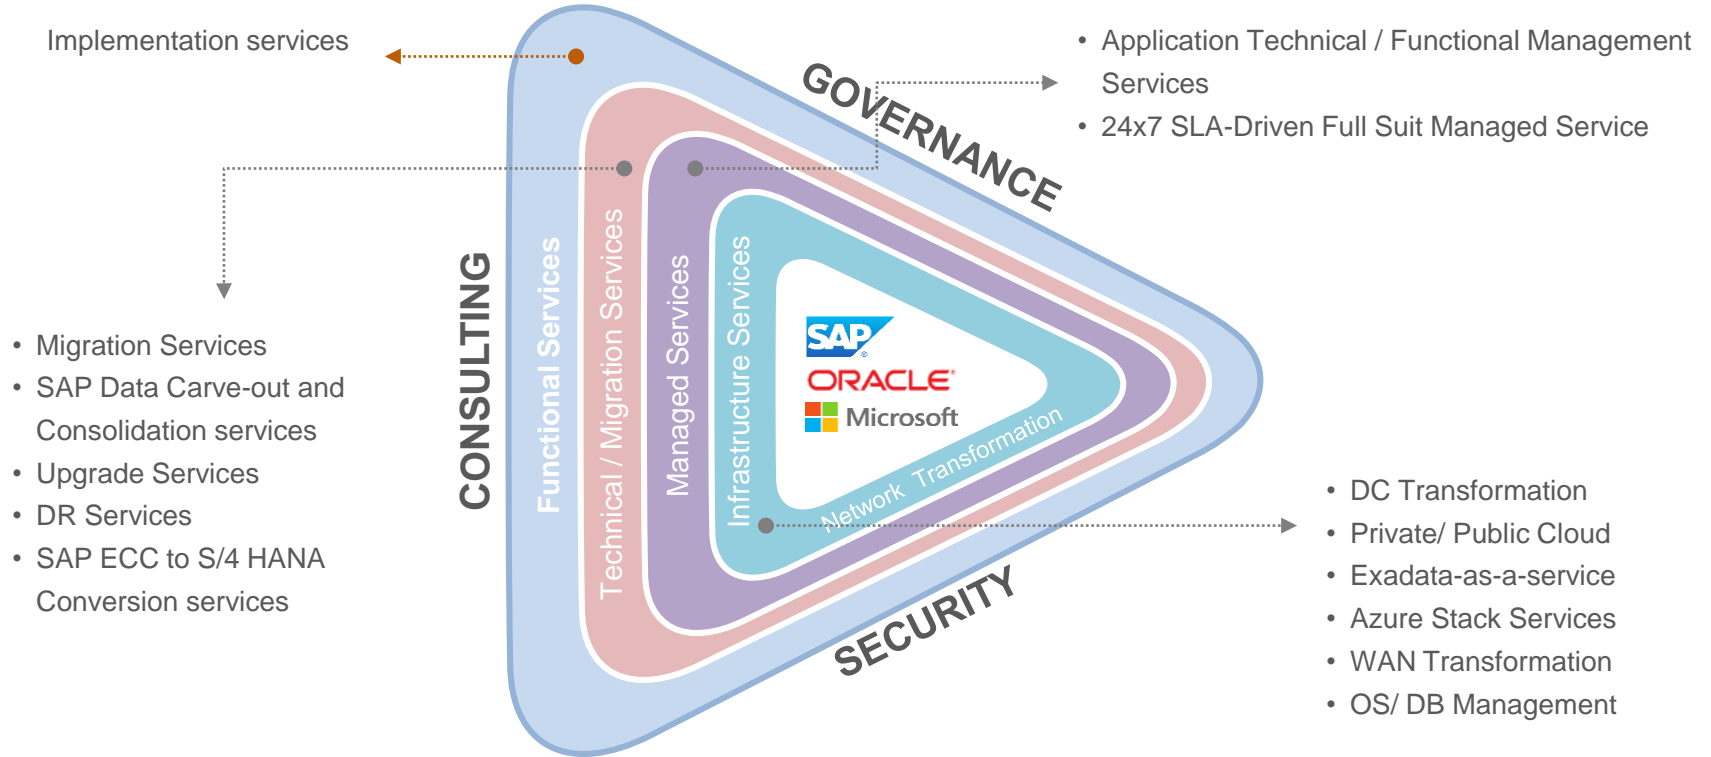 Implementation services
• Application Technical / Functional Management
Services
• 24x7 SLA-Driven Full Suit Managed Service
GOVERNANCE
CONSULTING
SECURITY
Functional Services
Technical / Migration Services
Managed Services
Infrastructure Services
Network Transformation
SAP®
ORACLE®
Microsoft
• Migration Services
• SAP Data Carve-out and
Consolidation services
• Upgrade Services
• DR Services
• SAP ECC to S/4 HANA
Conversion services
• DC Transformation
• Private/ Public Cloud
• Exadata-as-a-service
• Azure Stack Services
• WAN Transformation
• OS/ DB Management